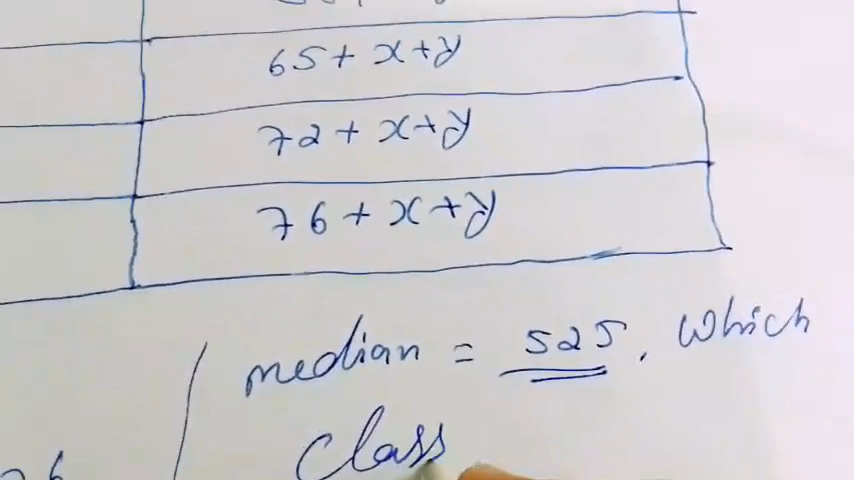 65 + x + y
72 + x + y
76 + x + y
median = 525, which
class